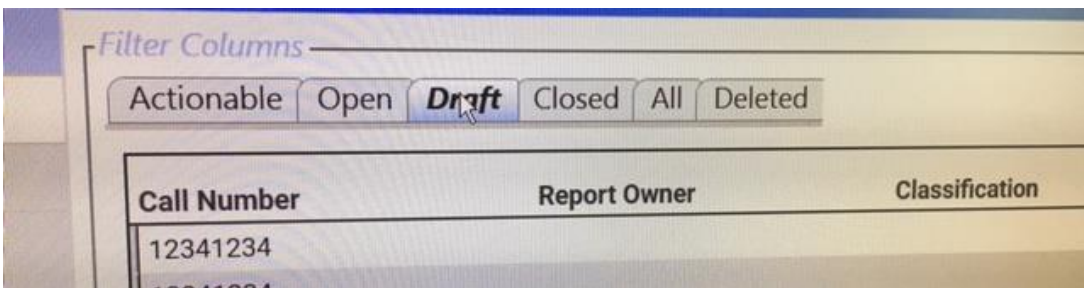 Filter Columns
Actionable Open Draft Closed All Deleted
Call Number Report Owner Classification
12341234